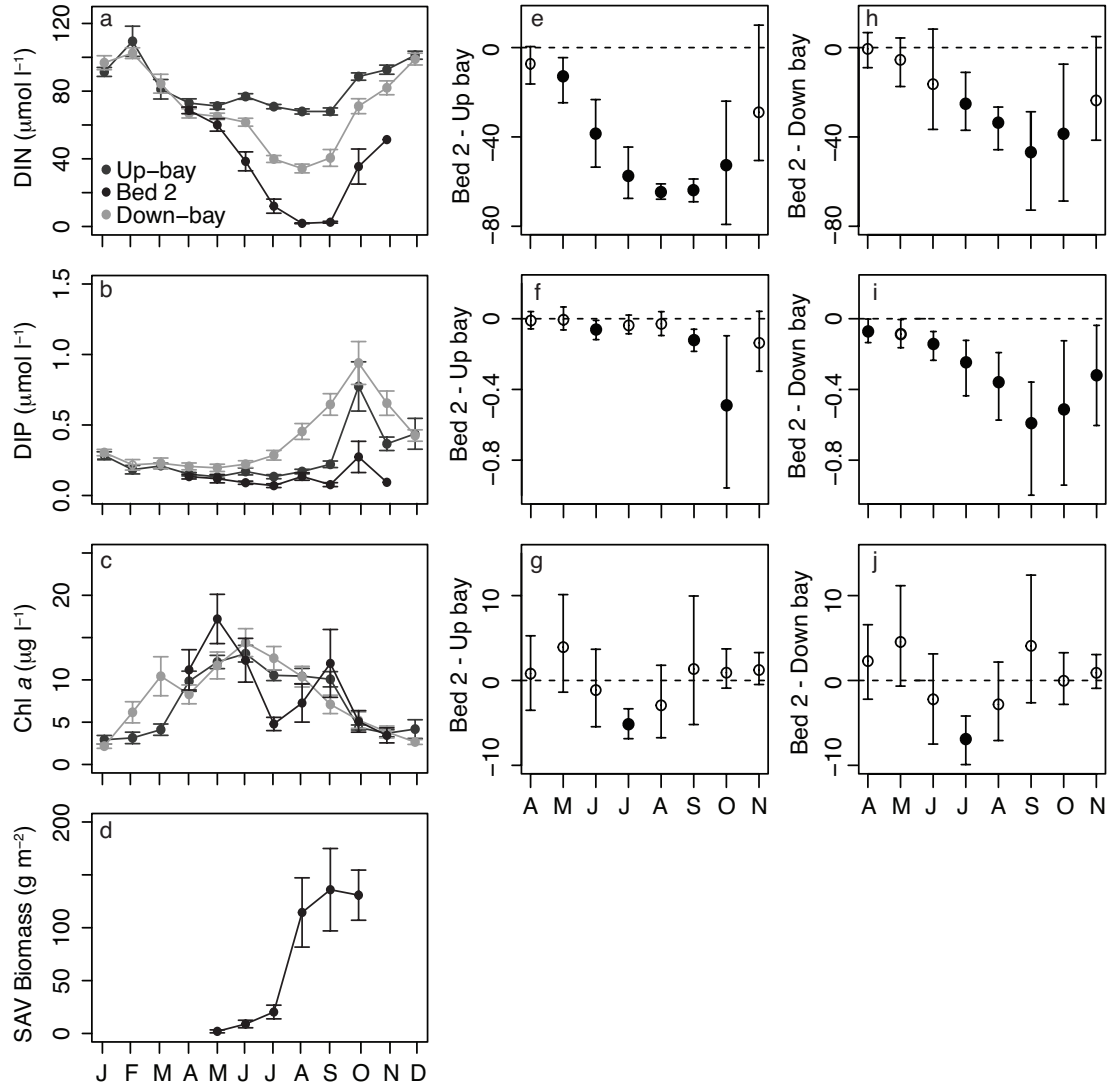 a
DIN (μmol l⁻¹)
120
80
40
0
Up−bay
Bed 2
Down−bay
b
DIP (μmol l⁻¹)
1.5
1.0
0.5
0.0
c
Chl a (μg l⁻¹)
20
10
5
0
d
SAV Biomass (g m⁻²)
200
100
50
0
J F M A M J J A S O N D
e
Bed 2 - Up bay
0
−40
−80
f
Bed 2 - Up bay
0
−0.4
−0.8
g
Bed 2 - Up bay
10
0
−10
A M J J A S O N
h
Bed 2 - Down bay
0
−40
−80
i
Bed 2 - Down bay
0
−0.4
−0.8
j
Bed 2 - Down bay
10
0
−10
A M J J A S O N